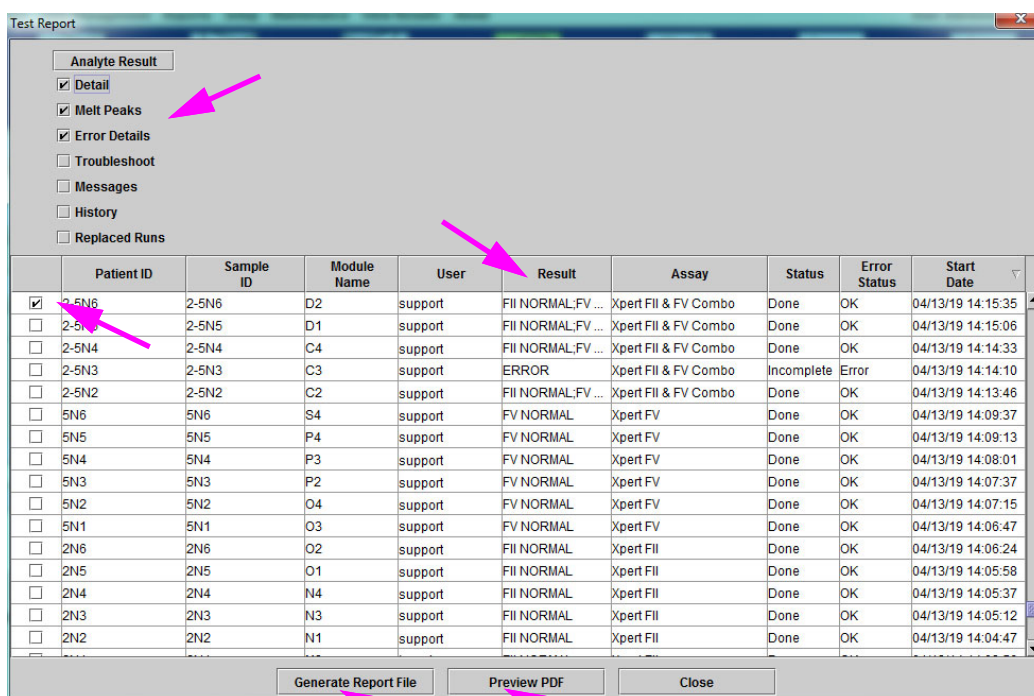 Test Report
Analyte Result
Detail
Melt Peaks
Error Details
Troubleshoot
Messages
History
Replaced Runs
Patient ID Sample ID Module Name User Result Assay Status Error Status Start Date
2-5N6 2-5N6 D2 support FII NORMAL;FV ... Xpert FII & FV Combo Done OK 04/13/19 14:15:35
2-5N5 D1 support FII NORMAL;FV ... Xpert FII & FV Combo Done OK 04/13/19 14:15:06
2-5N4 2-5N4 C4 support FII NORMAL;FV ... Xpert FII & FV Combo Done OK 04/13/19 14:14:33
2-5N3 2-5N3 C3 support ERROR Xpert FII & FV Combo Incomplete Error 04/13/19 14:14:10
2-5N2 2-5N2 C2 support FII NORMAL;FV ... Xpert FII & FV Combo Done OK 04/13/19 14:13:46
5N6 5N6 S4 support FV NORMAL Xpert FV Done OK 04/13/19 14:09:37
5N5 5N5 P4 support FV NORMAL Xpert FV Done OK 04/13/19 14:09:13
5N4 5N4 P3 support FV NORMAL Xpert FV Done OK 04/13/19 14:08:01
5N3 5N3 P2 support FV NORMAL Xpert FV Done OK 04/13/19 14:07:37
5N2 5N2 O4 support FV NORMAL Xpert FV Done OK 04/13/19 14:07:15
5N1 5N1 O3 support FV NORMAL Xpert FV Done OK 04/13/19 14:06:47
2N6 2N6 O2 support FII NORMAL Xpert FII Done OK 04/13/19 14:06:24
2N5 2N5 O1 support FII NORMAL Xpert FII Done OK 04/13/19 14:05:58
2N4 2N4 N4 support FII NORMAL Xpert FII Done OK 04/13/19 14:05:37
2N3 2N3 N3 support FII NORMAL Xpert FII Done OK 04/13/19 14:05:12
2N2 2N2 N1 support FII NORMAL Xpert FII Done OK 04/13/19 14:04:47
Generate Report File Preview PDF Close